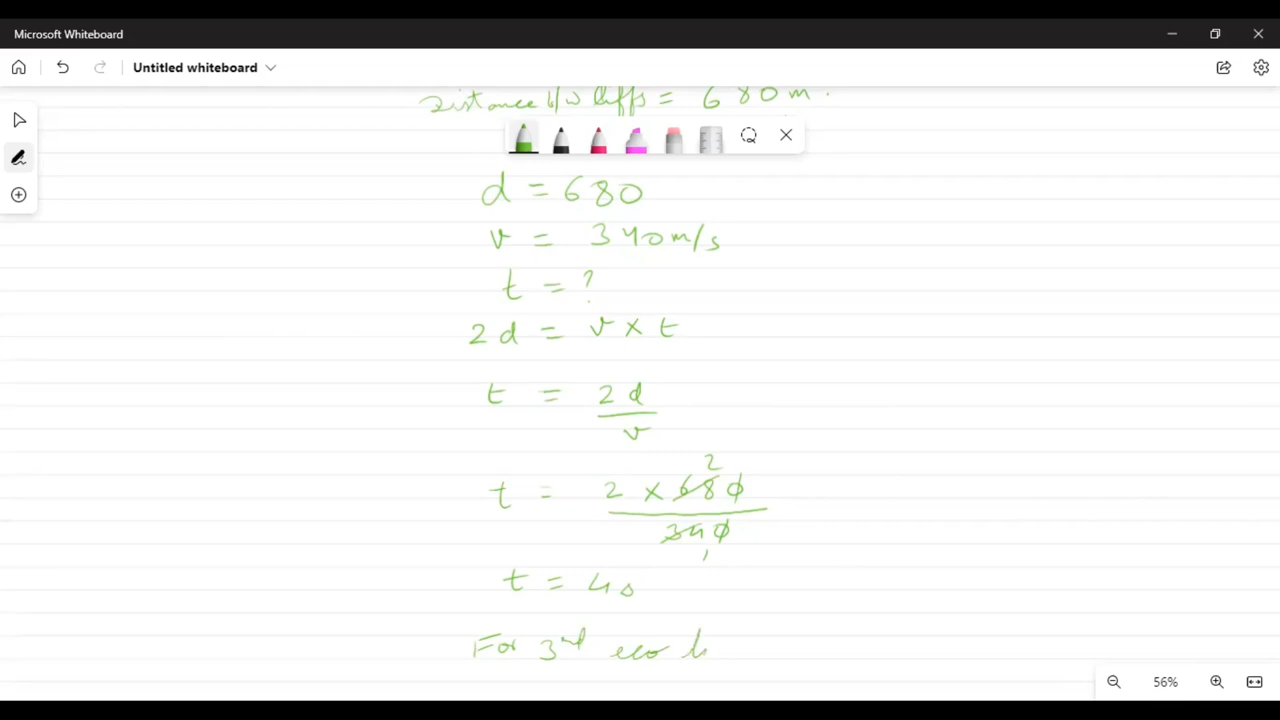 Microsoft Whiteboard
Untitled whiteboard
Distance b/w Cliffs = 680 m.
d = 680
v = 340 m/s
t = ?
2d = v × t
t = 2d
v
2
t = 2 × 680
340
1
t = 4s
For 3rd eco
56%